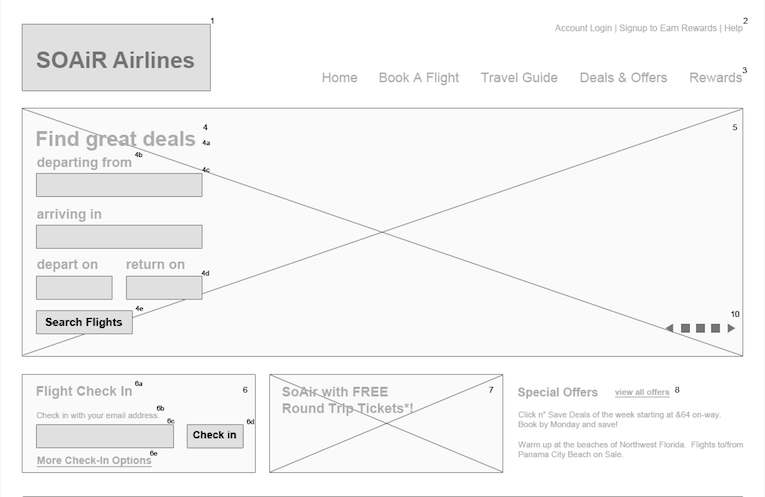 1
2
Account Login | Signup to Earn Rewards | Help
SOAiR Airlines
3
Home Book A Flight Travel Guide Deals & Offers Rewards
4
5
Find great deals 4a
4b
departing from
4c
arriving in
depart on return on
4d
4e
10
Search Flights
6a
Flight Check In 6
6b
Check in with your email address.
6c 6d
Check in
6e
More Check-In Options
7
SoAir with FREE
Round Trip Tickets*!
Special Offers view all offers 8
Click n" Save Deals of the week starting at &64 on-way.
Book by Monday and save!
Warm up at the beaches of Northwest Florida. Flights to/from
Panama City Beach on Sale.